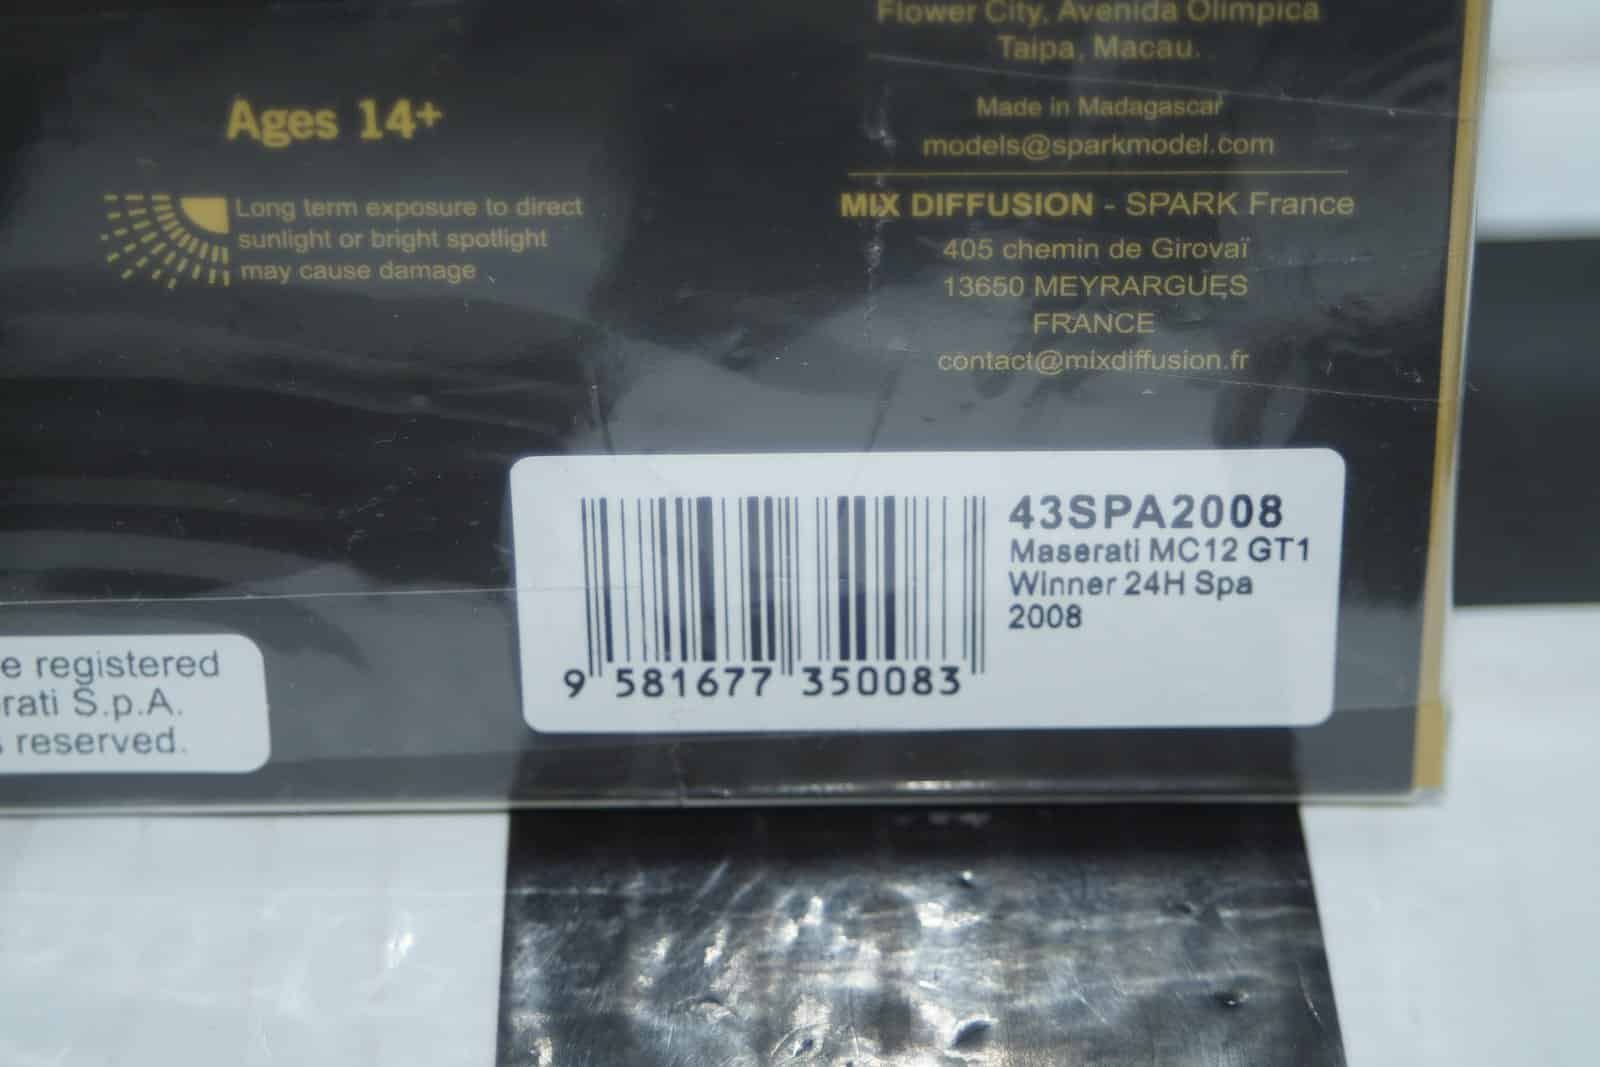 Flower City, Avenida Olimpica
Taipa, Macau.
Made in Madagascar
models@sparkmodel.com
MIX DIFFUSION - SPARK France
405 chemin de Girovaï
13650 MEYRARGUES
FRANCE
contact@mixdiffusion.fr
Ages 14+
Long term exposure to direct
sunlight or bright spotlight
may cause damage
43SPA2008
Maserati MC12 GT1
Winner 24H Spa
2008
9 581677 350083
e registered
rati S.p.A.
s reserved.